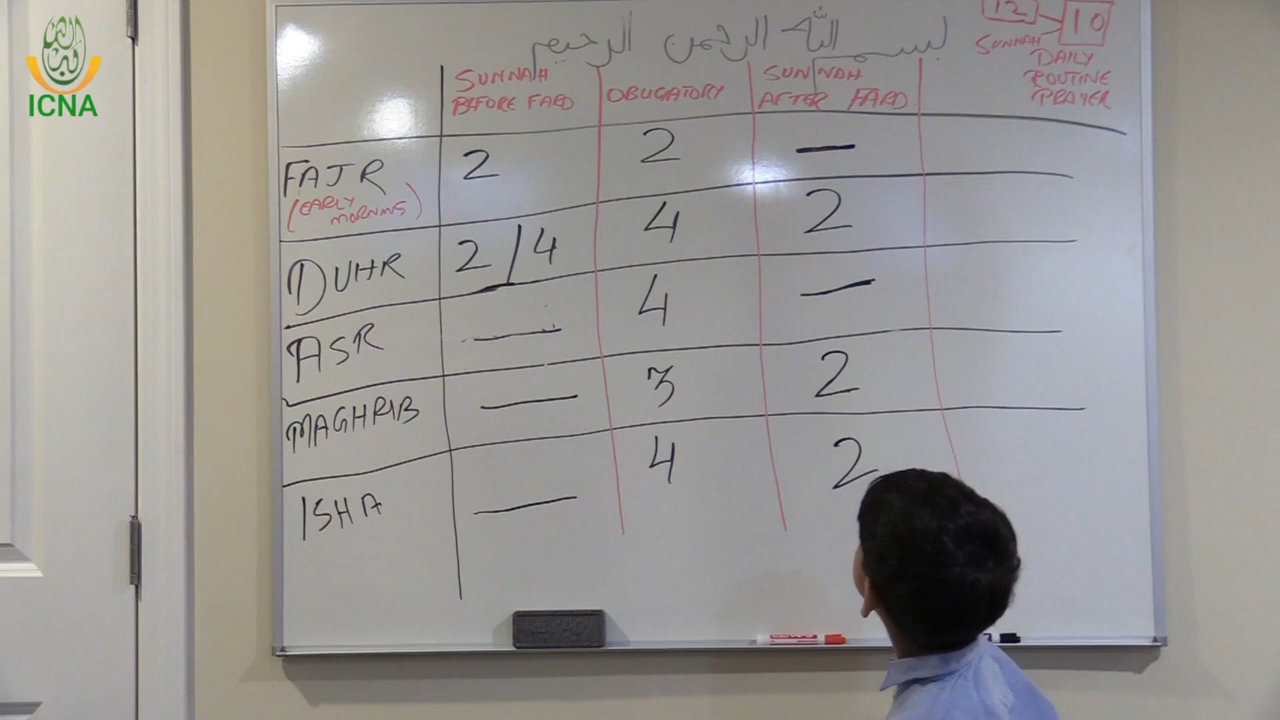 ICNA
بسم الله الرحمن الرحيم
12 10
SUNNAH
DAILY
ROUTINE
PRAYER
SUNNAH BEFORE FARD OBLIGATORY SUNNAH AFTER FARD
FAJR 2 2 —
(EARLY MORNING)
DUHR 2/4 4 2
ASR — 4 —
MAGHRIB — 3 2
ISHA — 4 2